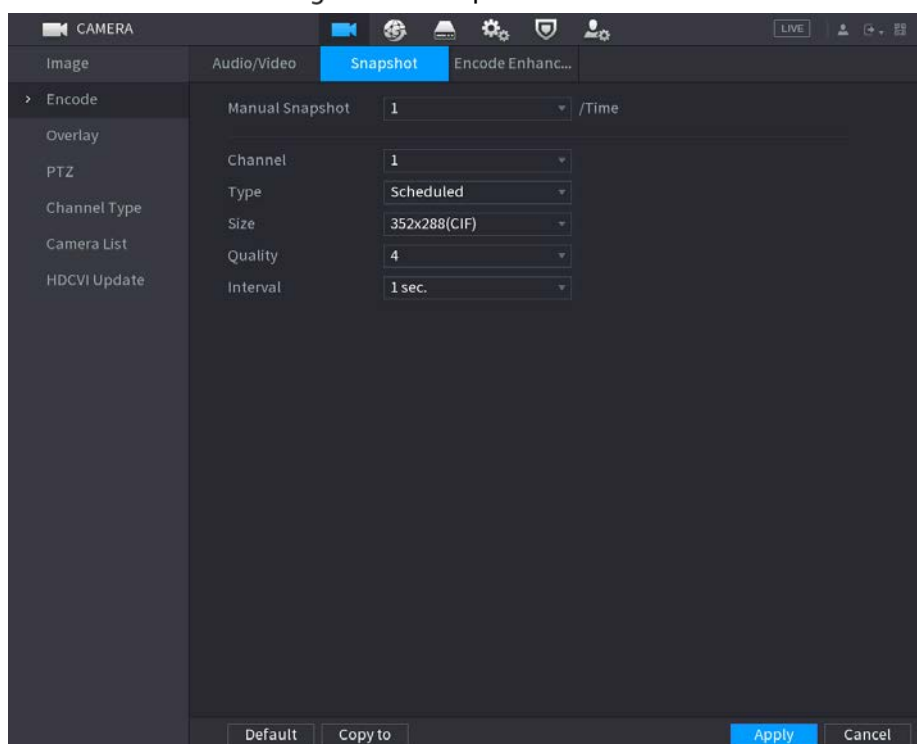 CAMERA LIVE
Image Audio/Video Snapshot Encode Enhanc...
Encode Manual Snapshot 1 /Time
Overlay
PTZ Channel 1
Type Scheduled
Channel Type Size 352x288(CIF)
Camera List Quality 4
HDCVI Update Interval 1 sec.
Default Copy to Apply Cancel